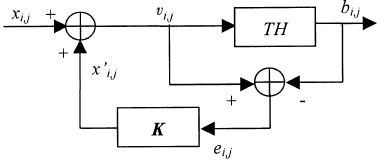 x_{i,j} + v_{i,j} TH b_{i,j}
+ x'_{i,j}
+ -
K e_{i,j}